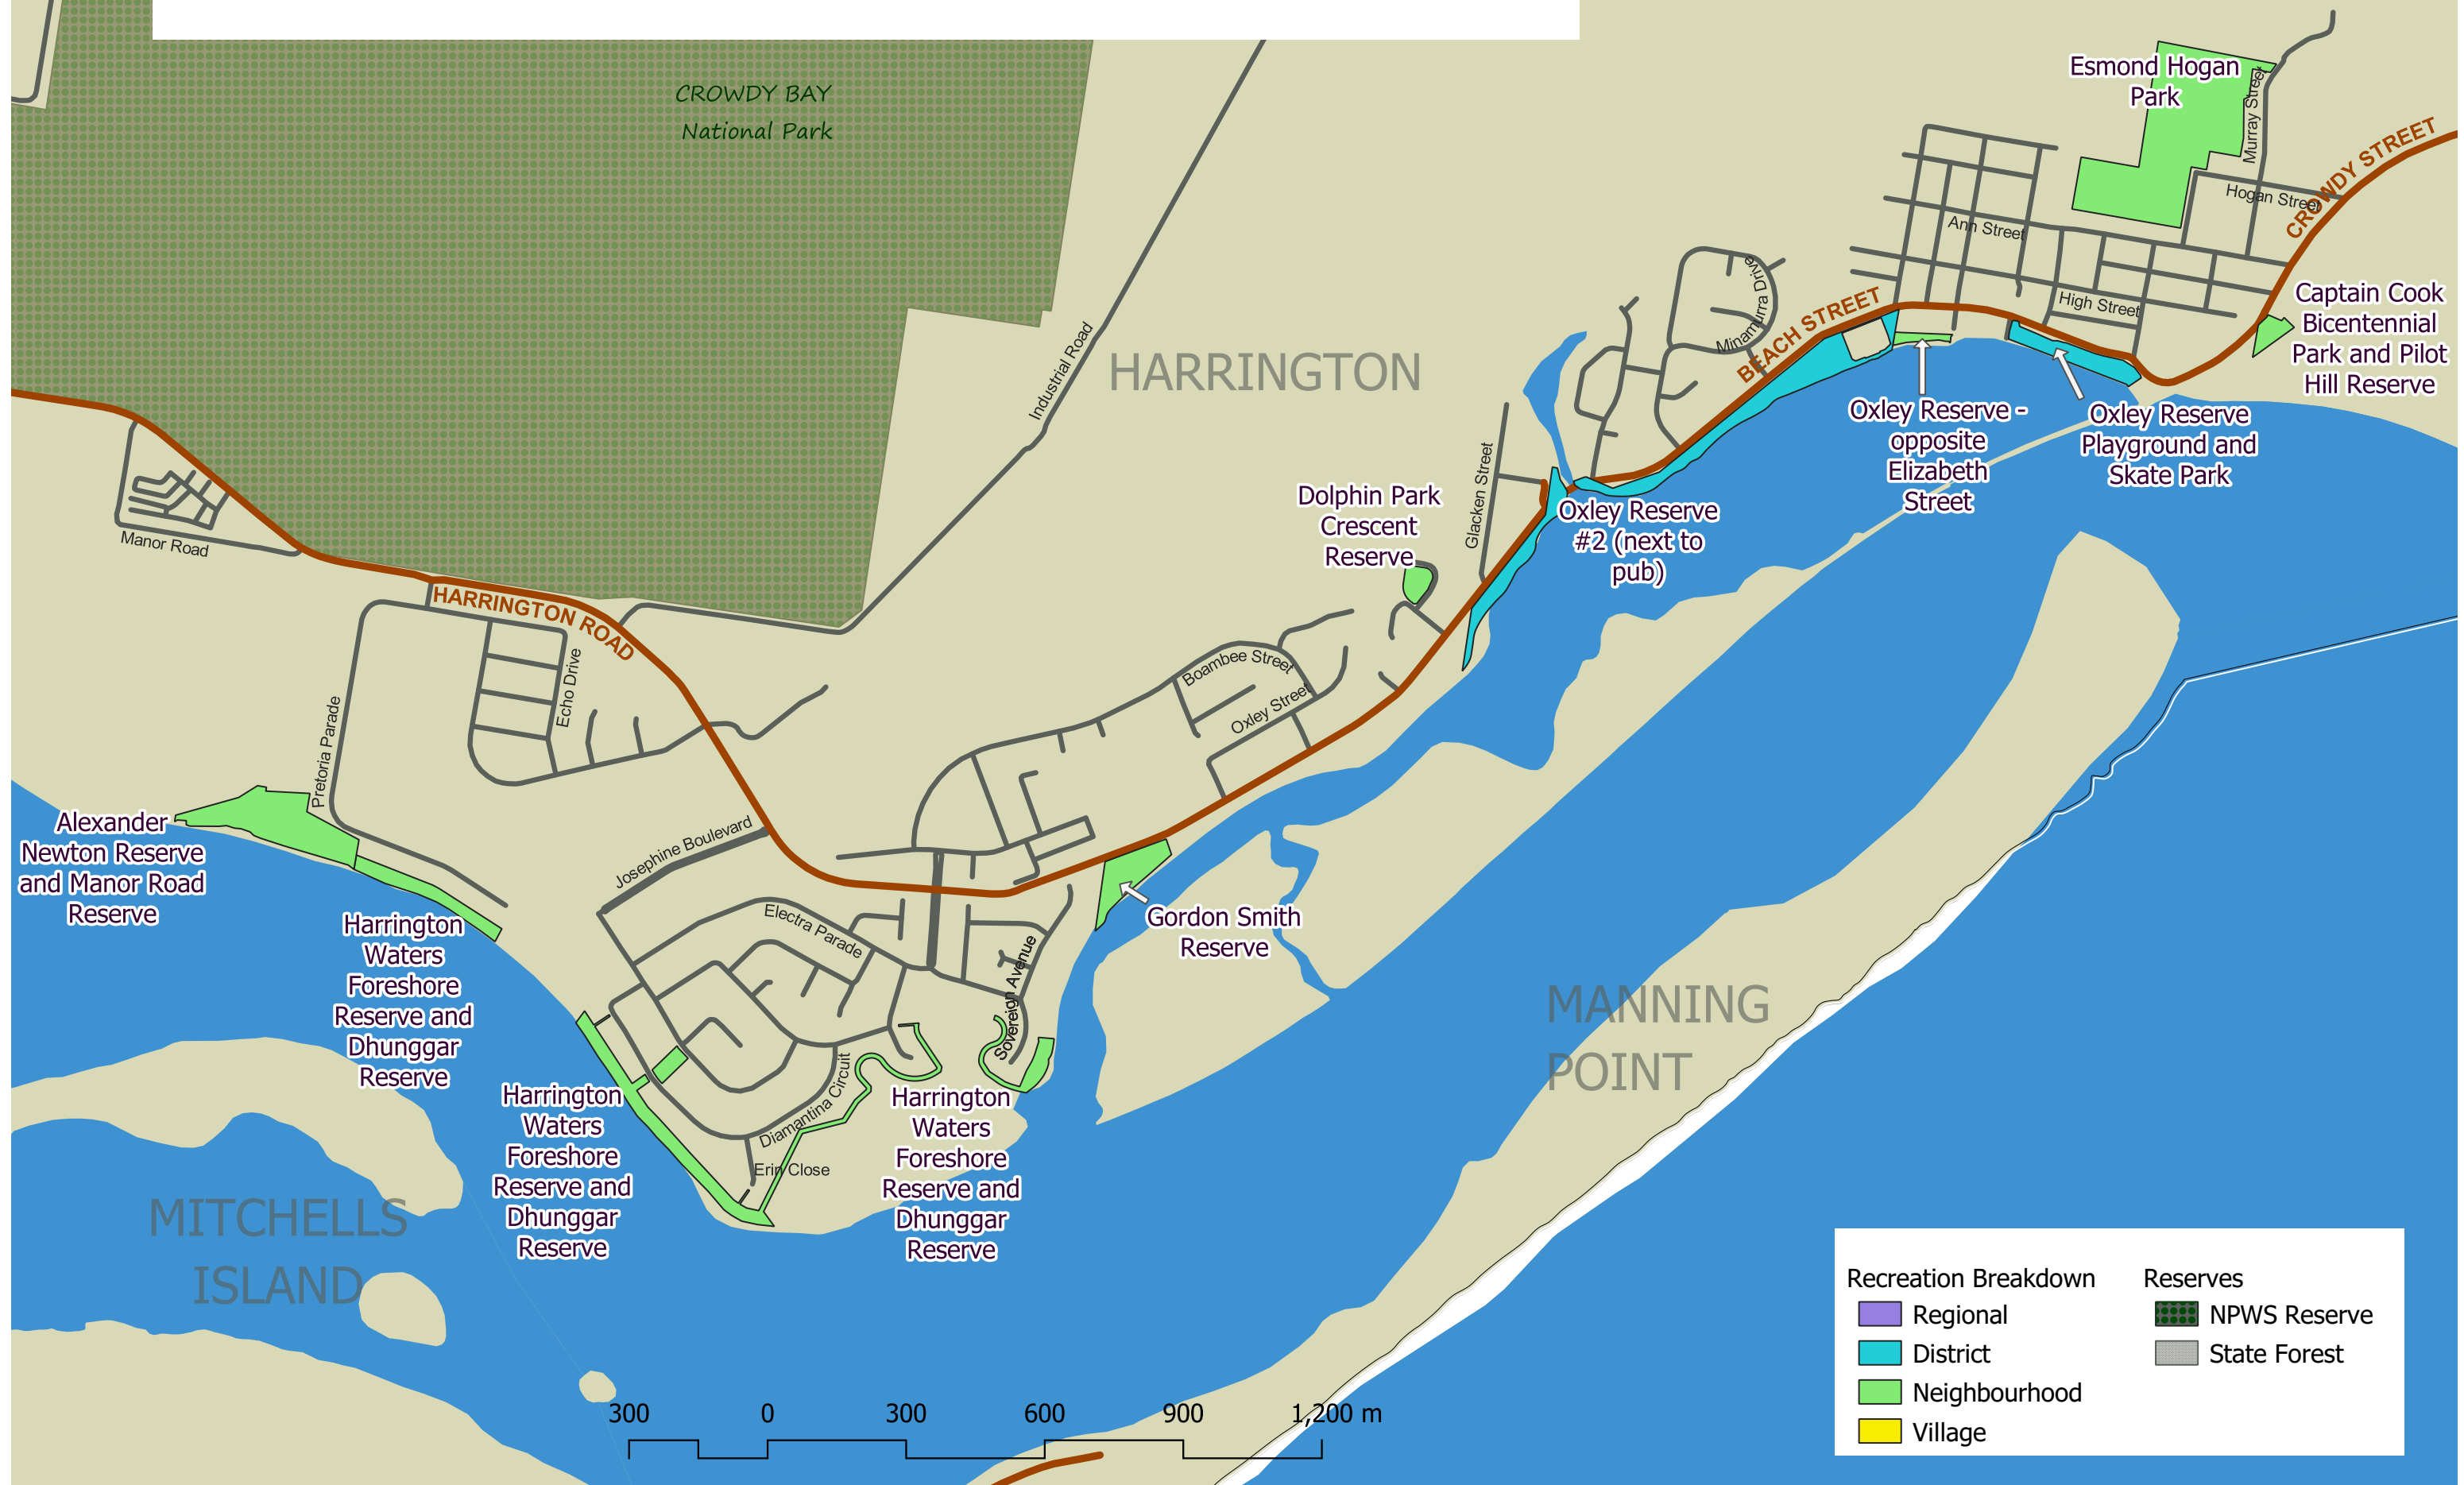 CROWDY BAY
National Park
Esmond Hogan
Park
Murray Street
CROWDY STREET
Hogan Street
Ann Street
High Street
Captain Cook
Bicentennial
Park and Pilot
Hill Reserve
Minamurra Drive
BEACH STREET
HARRINGTON
Industrial Road
Oxley Reserve -
opposite
Elizabeth
Street
Oxley Reserve
Playground and
Skate Park
Glacken Street
Dolphin Park
Crescent
Reserve
Oxley Reserve
#2 (next to
pub)
Manor Road
HARRINGTON ROAD
Echo Drive
Pretoria Parade
Boambee Street
Oxley Street
Alexander
Newton Reserve
and Manor Road
Reserve
Josephine Boulevard
Electra Parade
Sovereign Avenue
Gordon Smith
Reserve
Harrington
Waters
Foreshore
Reserve and
Dhunggar
Reserve
MANNING
POINT
Harrington
Waters
Foreshore
Reserve and
Dhunggar
Reserve
Diamantina Circuit
Erin Close
Harrington
Waters
Foreshore
Reserve and
Dhunggar
Reserve
MITCHELLS
ISLAND
300 0 300 600 900 1,200 m
Recreation Breakdown
Regional
District
Neighbourhood
Village
Reserves
NPWS Reserve
State Forest